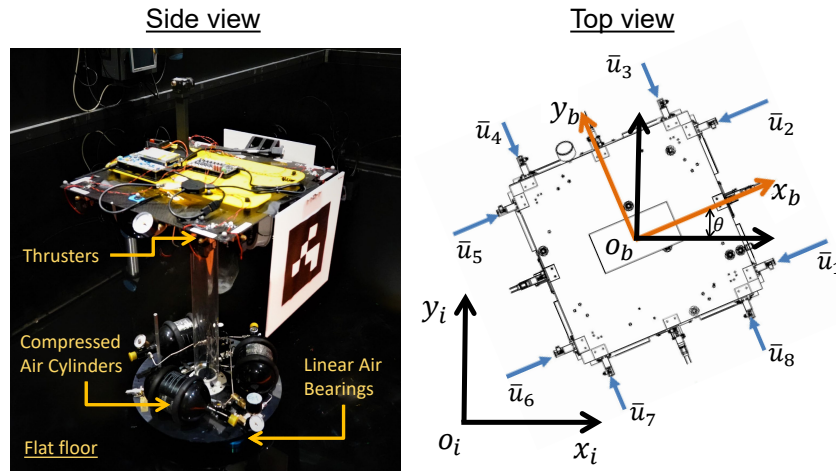 Side view
Top view
Thrusters
Compressed
Air Cylinders
Linear Air
Bearings
Flat floor
ū₃
y_b
ū₂
ū₄
x_b
θ
o_b
ū₅
ū₁
y_i
ū₈
ū₆
ū₇
o_i
x_i